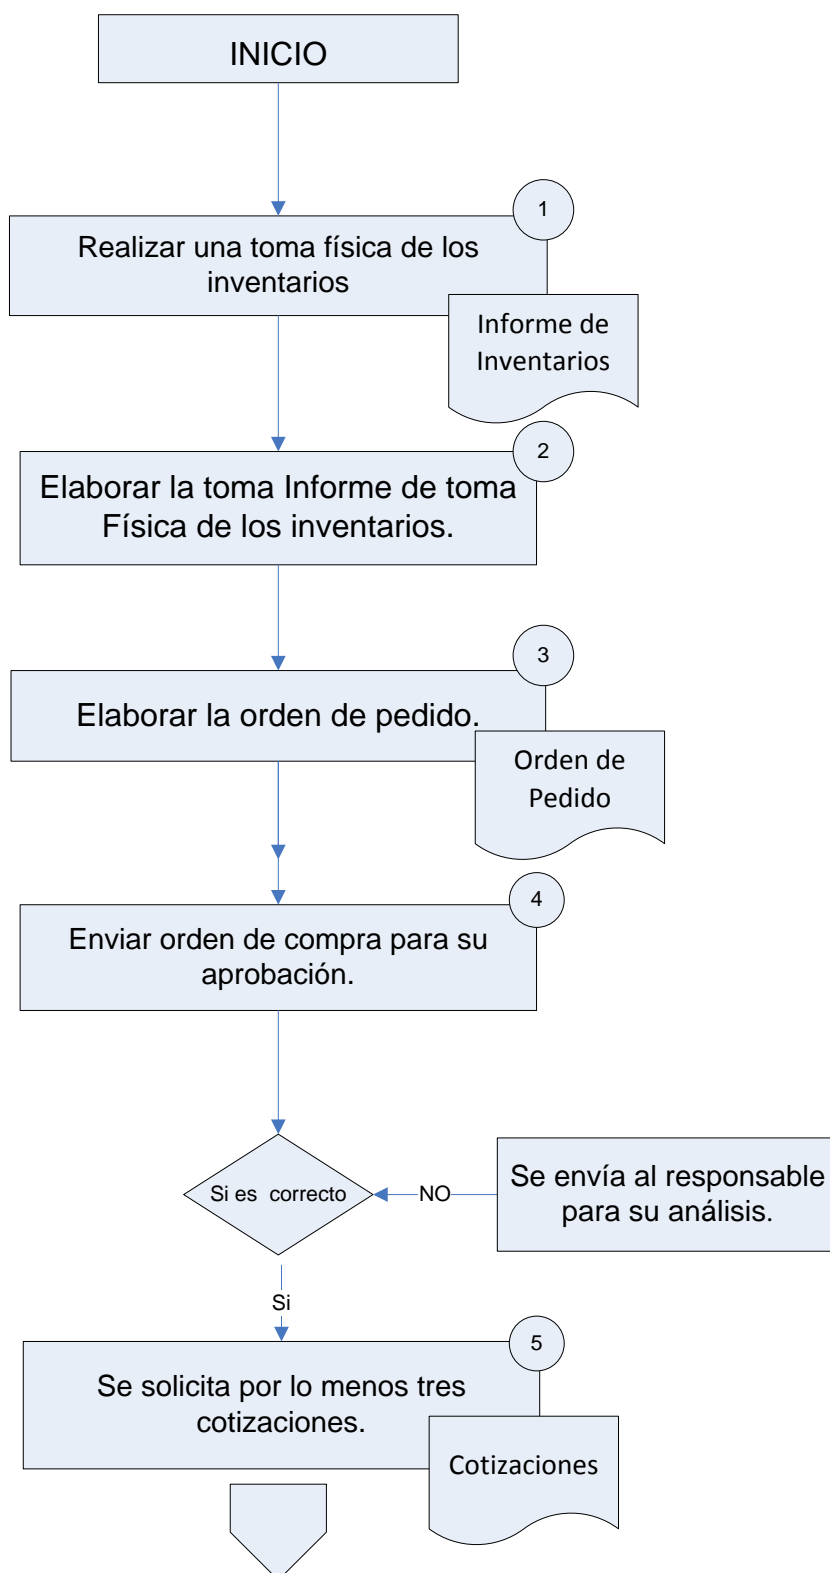 INICIO
1
Realizar una toma física de los
inventarios
Informe de
Inventarios
2
Elaborar la toma Informe de toma
Física de los inventarios.
3
Elaborar la orden de pedido.
Orden de
Pedido
4
Enviar orden de compra para su
aprobación.
Si es  correcto
NO
Se envía al responsable
para su análisis.
Si
5
Se solicita por lo menos tres
cotizaciones.
Cotizaciones